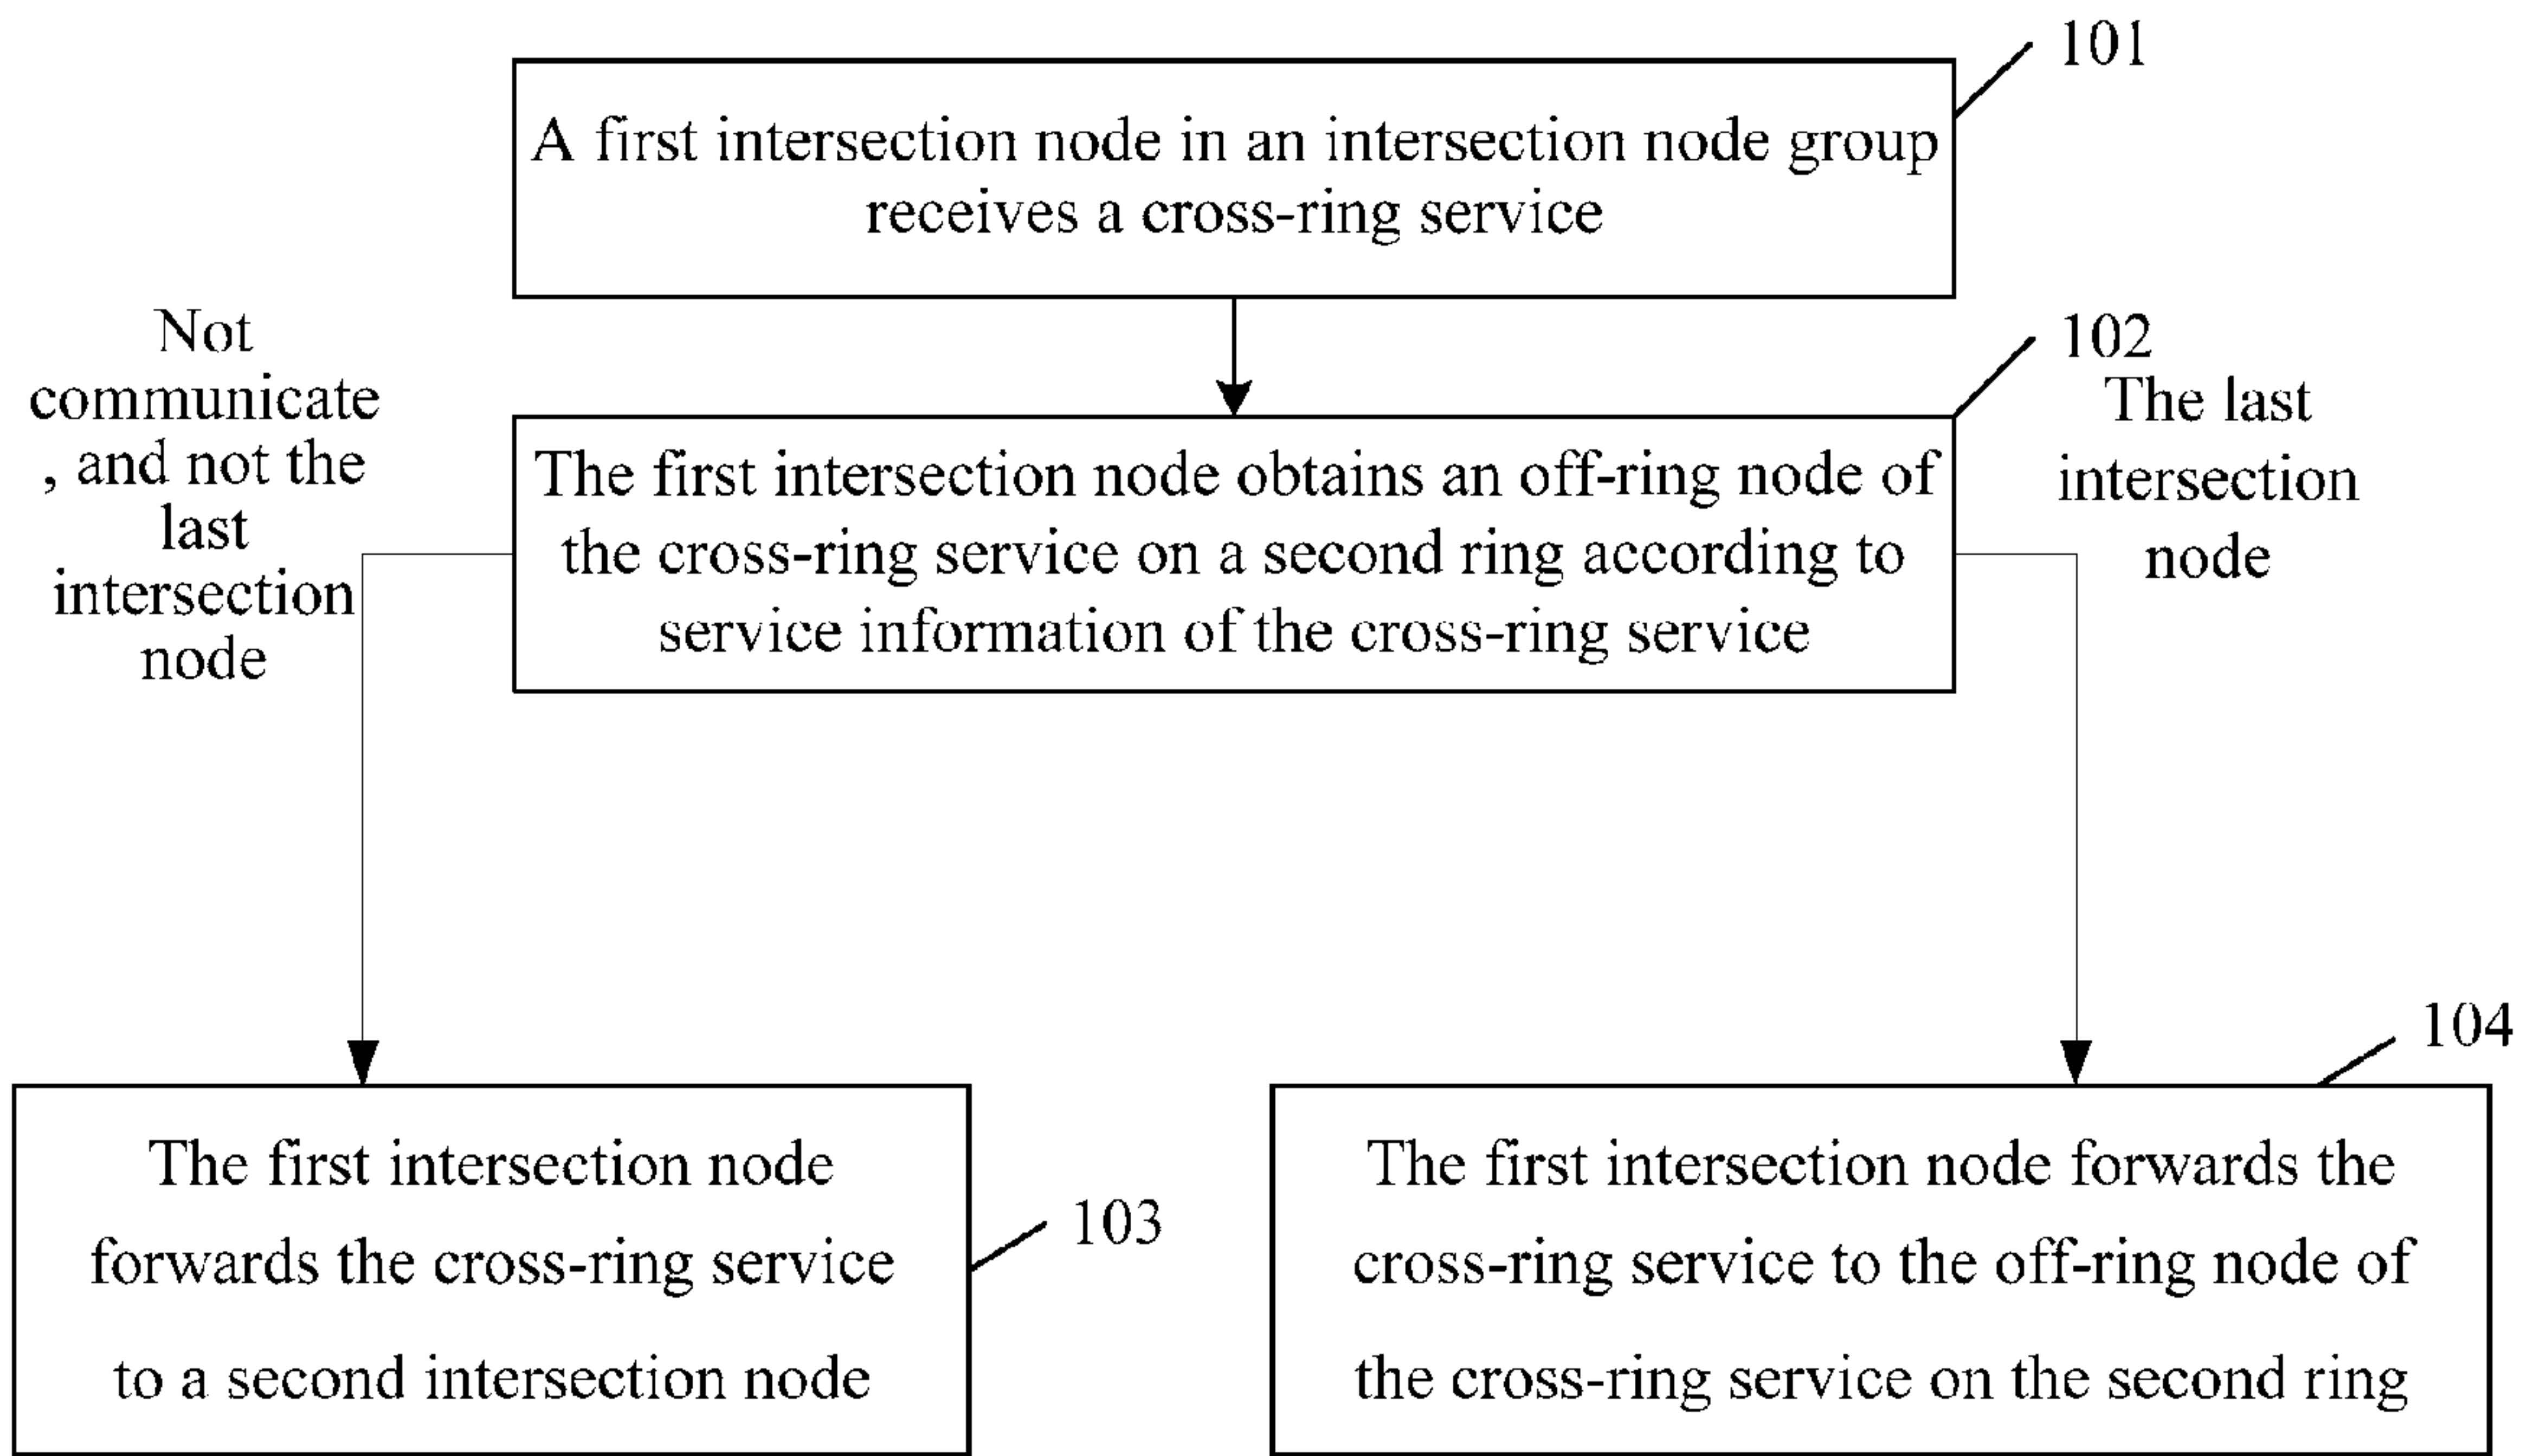 101
A first intersection node in an intersection node group
receives a cross-ring service
Not
communicate
, and not the
last
intersection
node
102
The last
intersection
node
The first intersection node obtains an off-ring node of
the cross-ring service on a second ring according to
service information of the cross-ring service
104
The first intersection node
forwards the cross-ring service
to a second intersection node
103
The first intersection node forwards the
cross-ring service to the off-ring node of
the cross-ring service on the second ring